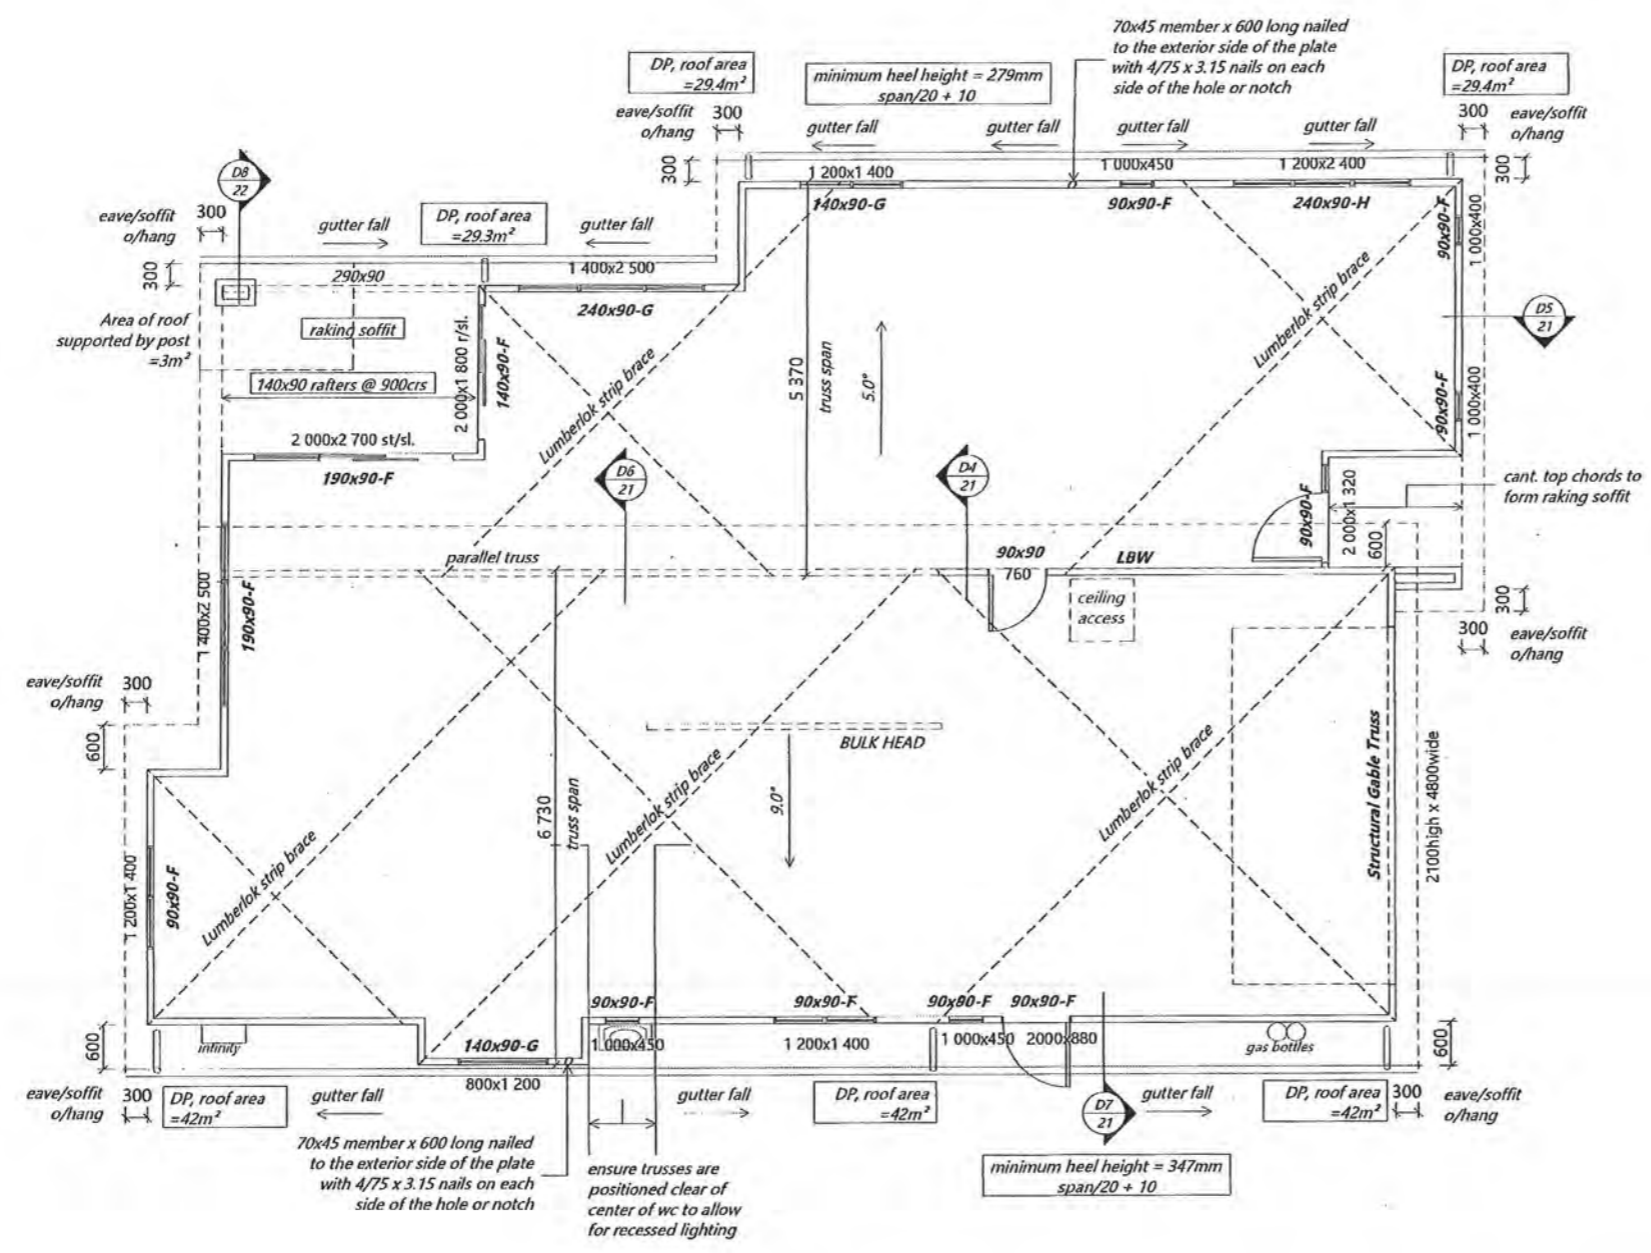 70x45 member x 600 long nailed
to the exterior side of the plate
with 4/75 x 3.15 nails on each
side of the hole or notch
DP, roof area
=29.4m²
minimum heel height = 279mm
span/20 + 10
DP, roof area
=29.4m²
eave/soffit
o/hang
300
gutter fall
gutter fall
gutter fall
gutter fall
300
eave/soffit
o/hang
300
1 200x1 400
1 000x450
1 200x2 400
300
D8
22
140x90-G
90x90-F
240x90-H
90x90-F
1 000x400
eave/soffit
o/hang
300
gutter fall
DP, roof area
=29.3m²
gutter fall
300
290x90
1 400x2 500
240x90-G
Area of roof
supported by post
=3m²
raking soffit
2 000x1 800 r/sl.
140x90-F
140x90 rafters @ 900crs
Lumberlok strip brace
5 370
truss span
5.0°
Lumberlok strip brace
D5
21
90x90-F
1 000x400
2 000x2 700 st/sl.
190x90-F
D6
21
D4
21
90x90-F
2 000x1 320
cant. top chords to
form raking soffit
600
parallel truss
90x90
760
LBW
ceiling
access
1 400x2 500
190x90-F
300
300
eave/soffit
o/hang
eave/soffit
o/hang
300
600
BULK HEAD
9.0°
6 730
truss span
Lumberlok strip brace
Lumberlok strip brace
Lumberlok strip brace
Structural Gable Truss
2100high x 4800wide
1 200x1 400
90x90-F
90x90-F
90x90-F
90x80-F
90x90-F
600
infinity
140x90-G
1 000x450
1 200x1 400
1 000x450
2000x880
gas bottles
600
800x1 200
eave/soffit
o/hang
300
DP, roof area
=42m²
gutter fall
gutter fall
DP, roof area
=42m²
D7
21
gutter fall
DP, roof area
=42m²
300
eave/soffit
o/hang
70x45 member x 600 long nailed
to the exterior side of the plate
with 4/75 x 3.15 nails on each
side of the hole or notch
ensure trusses are
positioned clear of
center of wc to allow
for recessed lighting
minimum heel height = 347mm
span/20 + 10